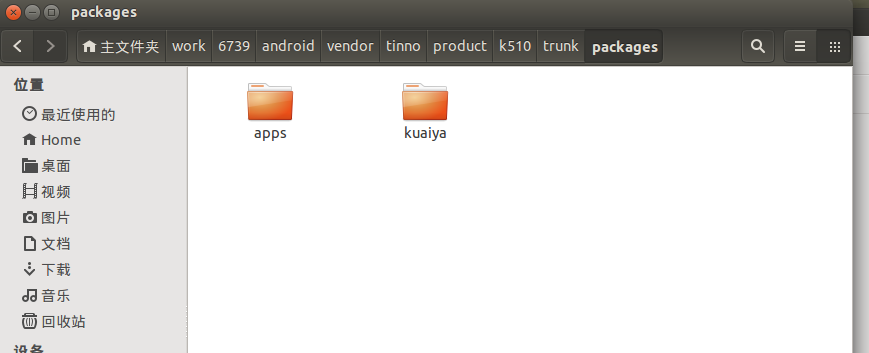 packages
主文件夹 work 6739 android vendor tinno product k510 trunk packages
位置
最近使用的
Home
桌面
视频
图片
文档
下载
音乐
回收站
设备
apps kuaiya